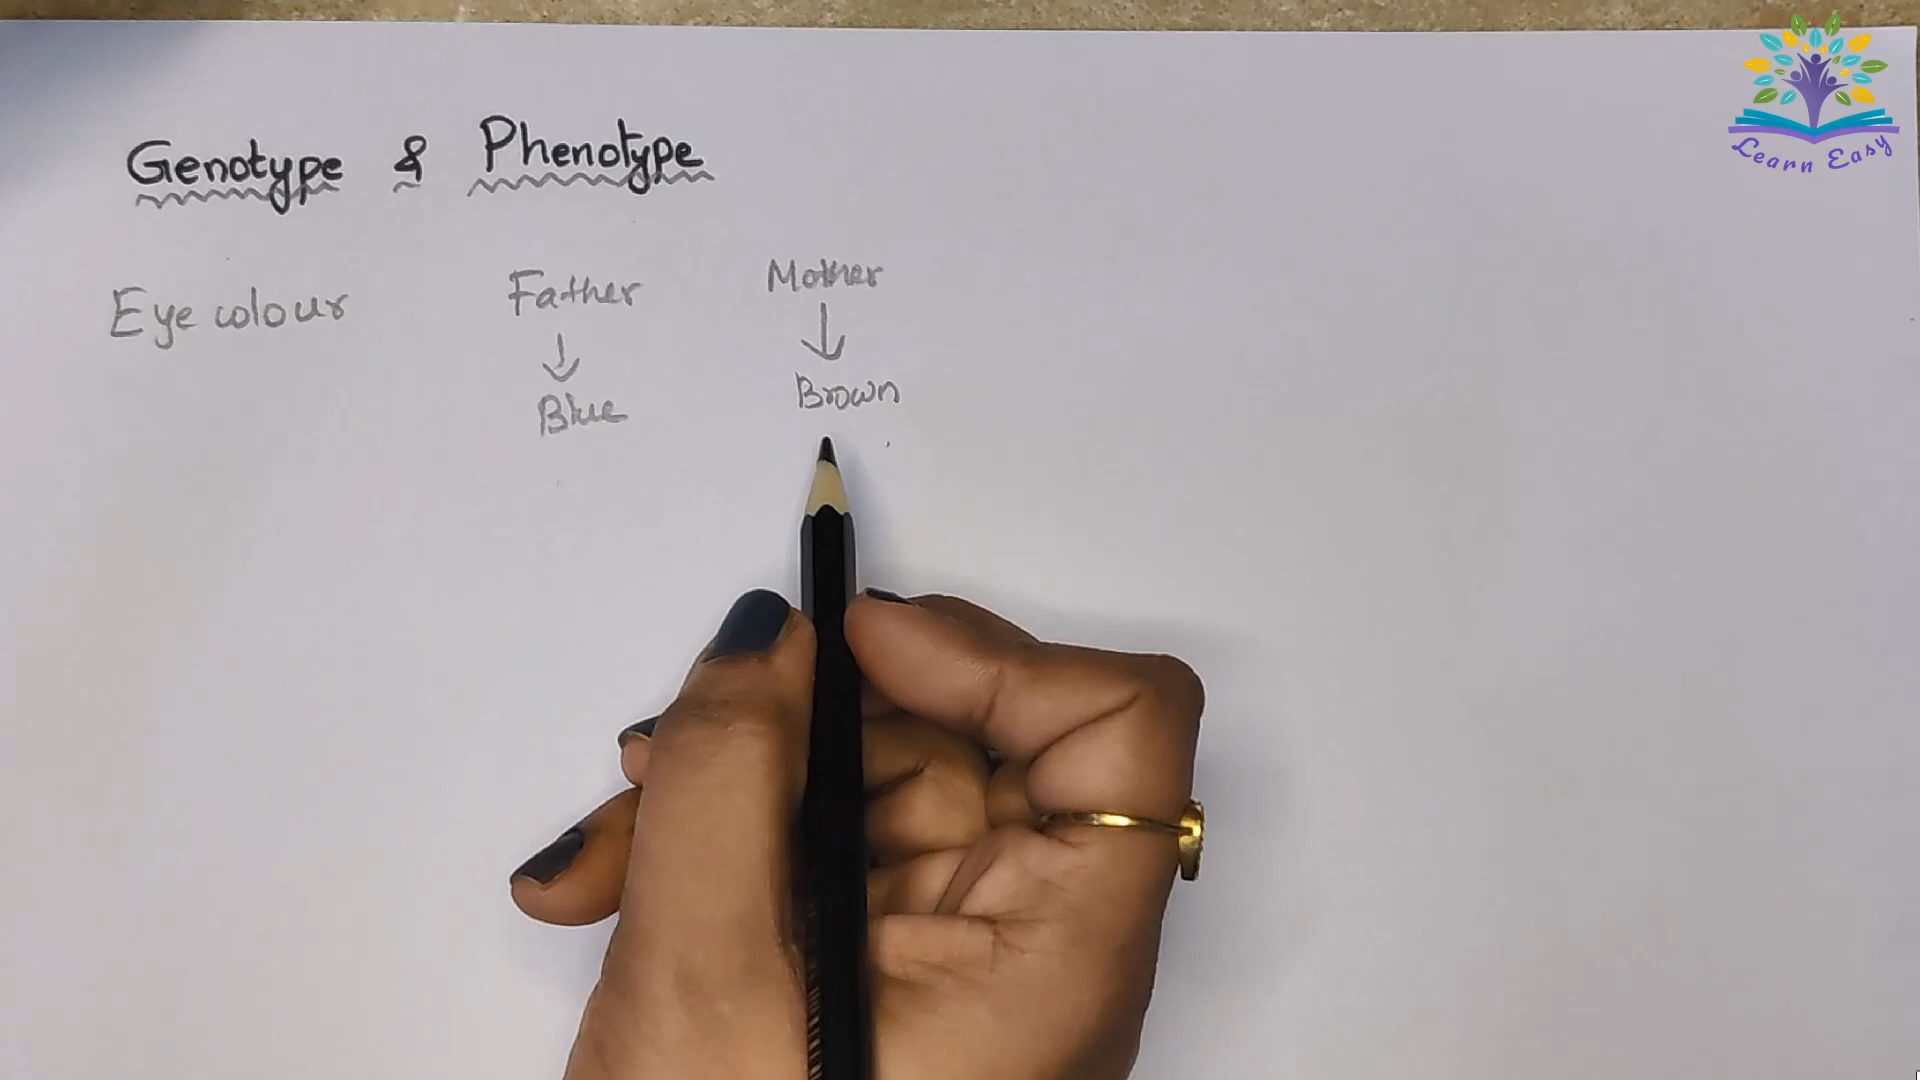 Genotype & Phenotype
Eye colour
Father
Mother
Blue
Brown
Learn Easy